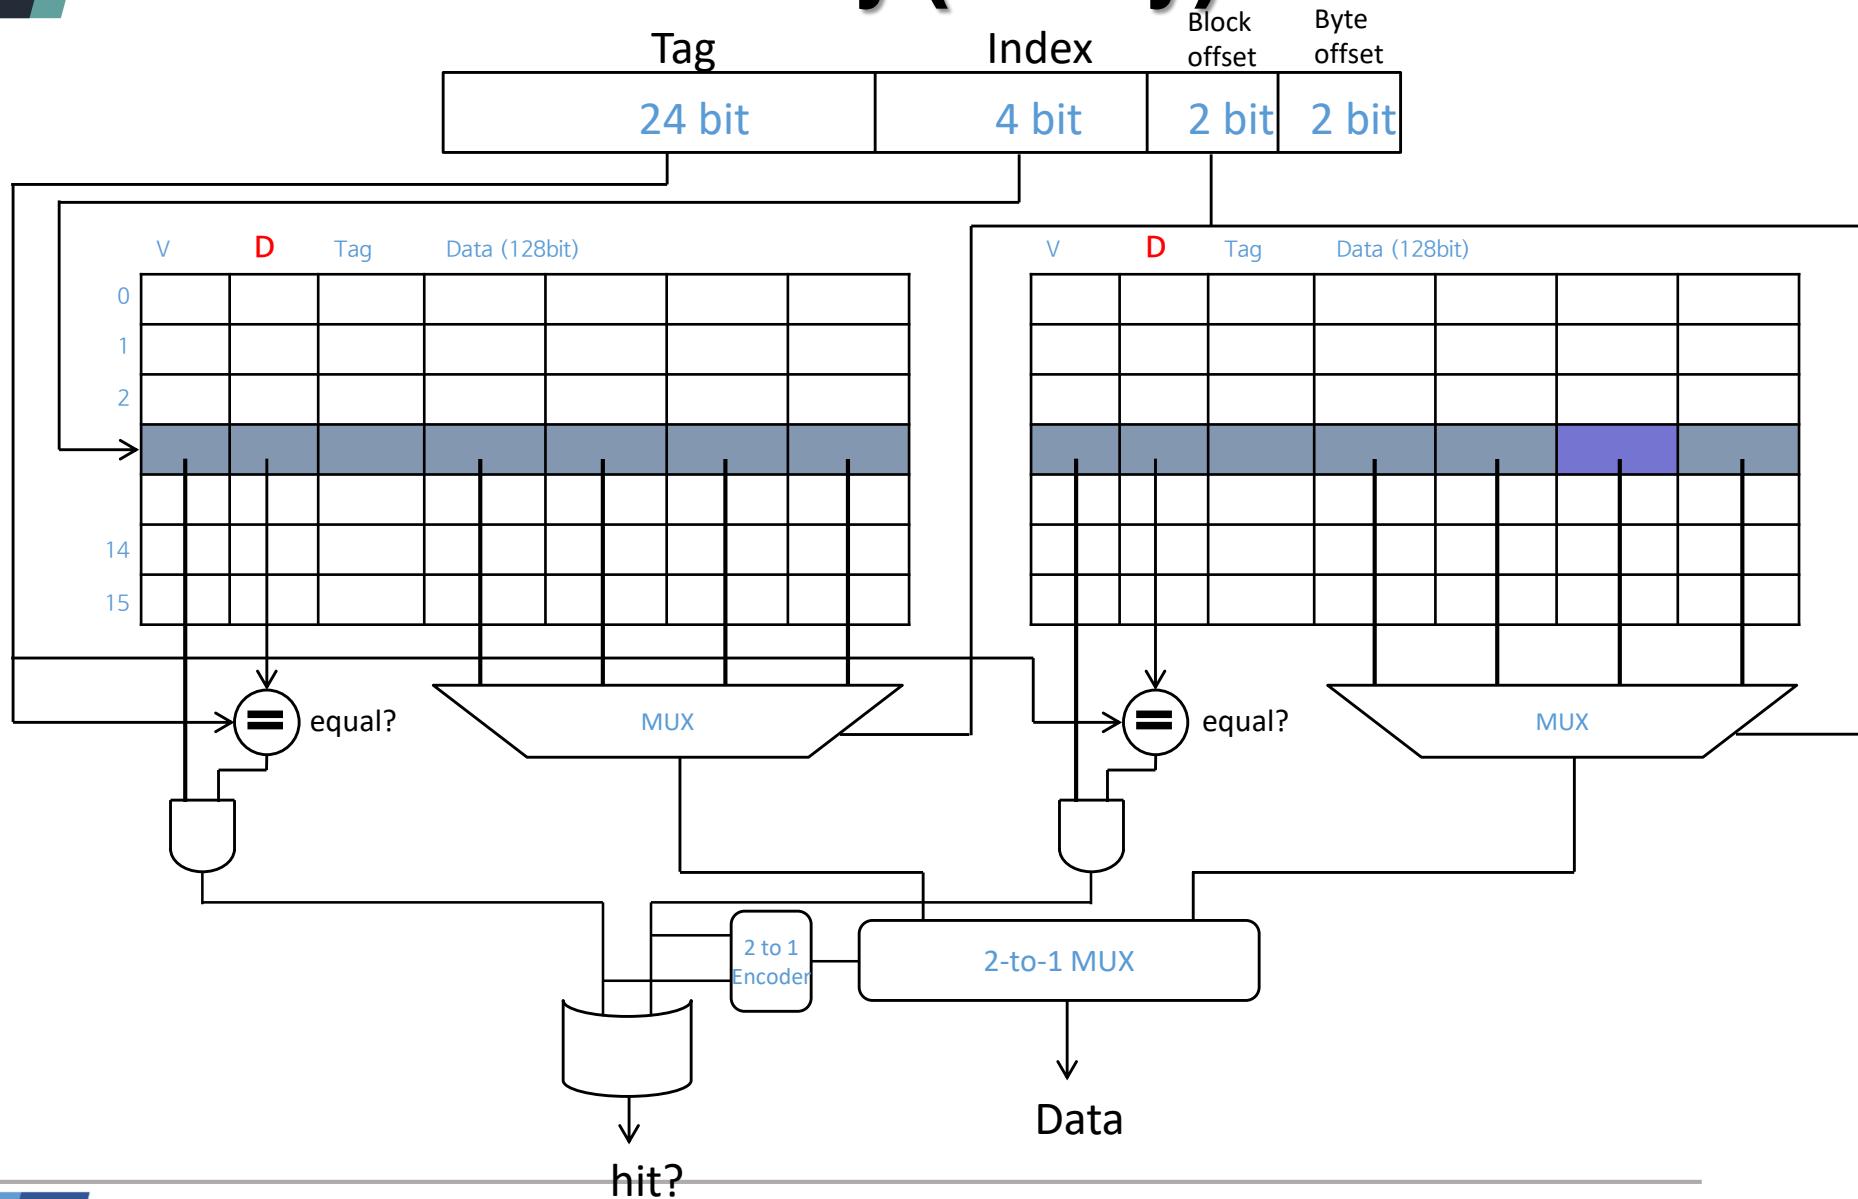 Tag
Index
Block
offset
Byte
offset
24 bit
4 bit
2 bit
2 bit
V
D
Tag
Data (128bit)
V
D
Tag
Data (128bit)
0
1
2
14
15
=
equal?
MUX
=
equal?
MUX
2 to 1
Encoder
2-to-1 MUX
Data
hit?